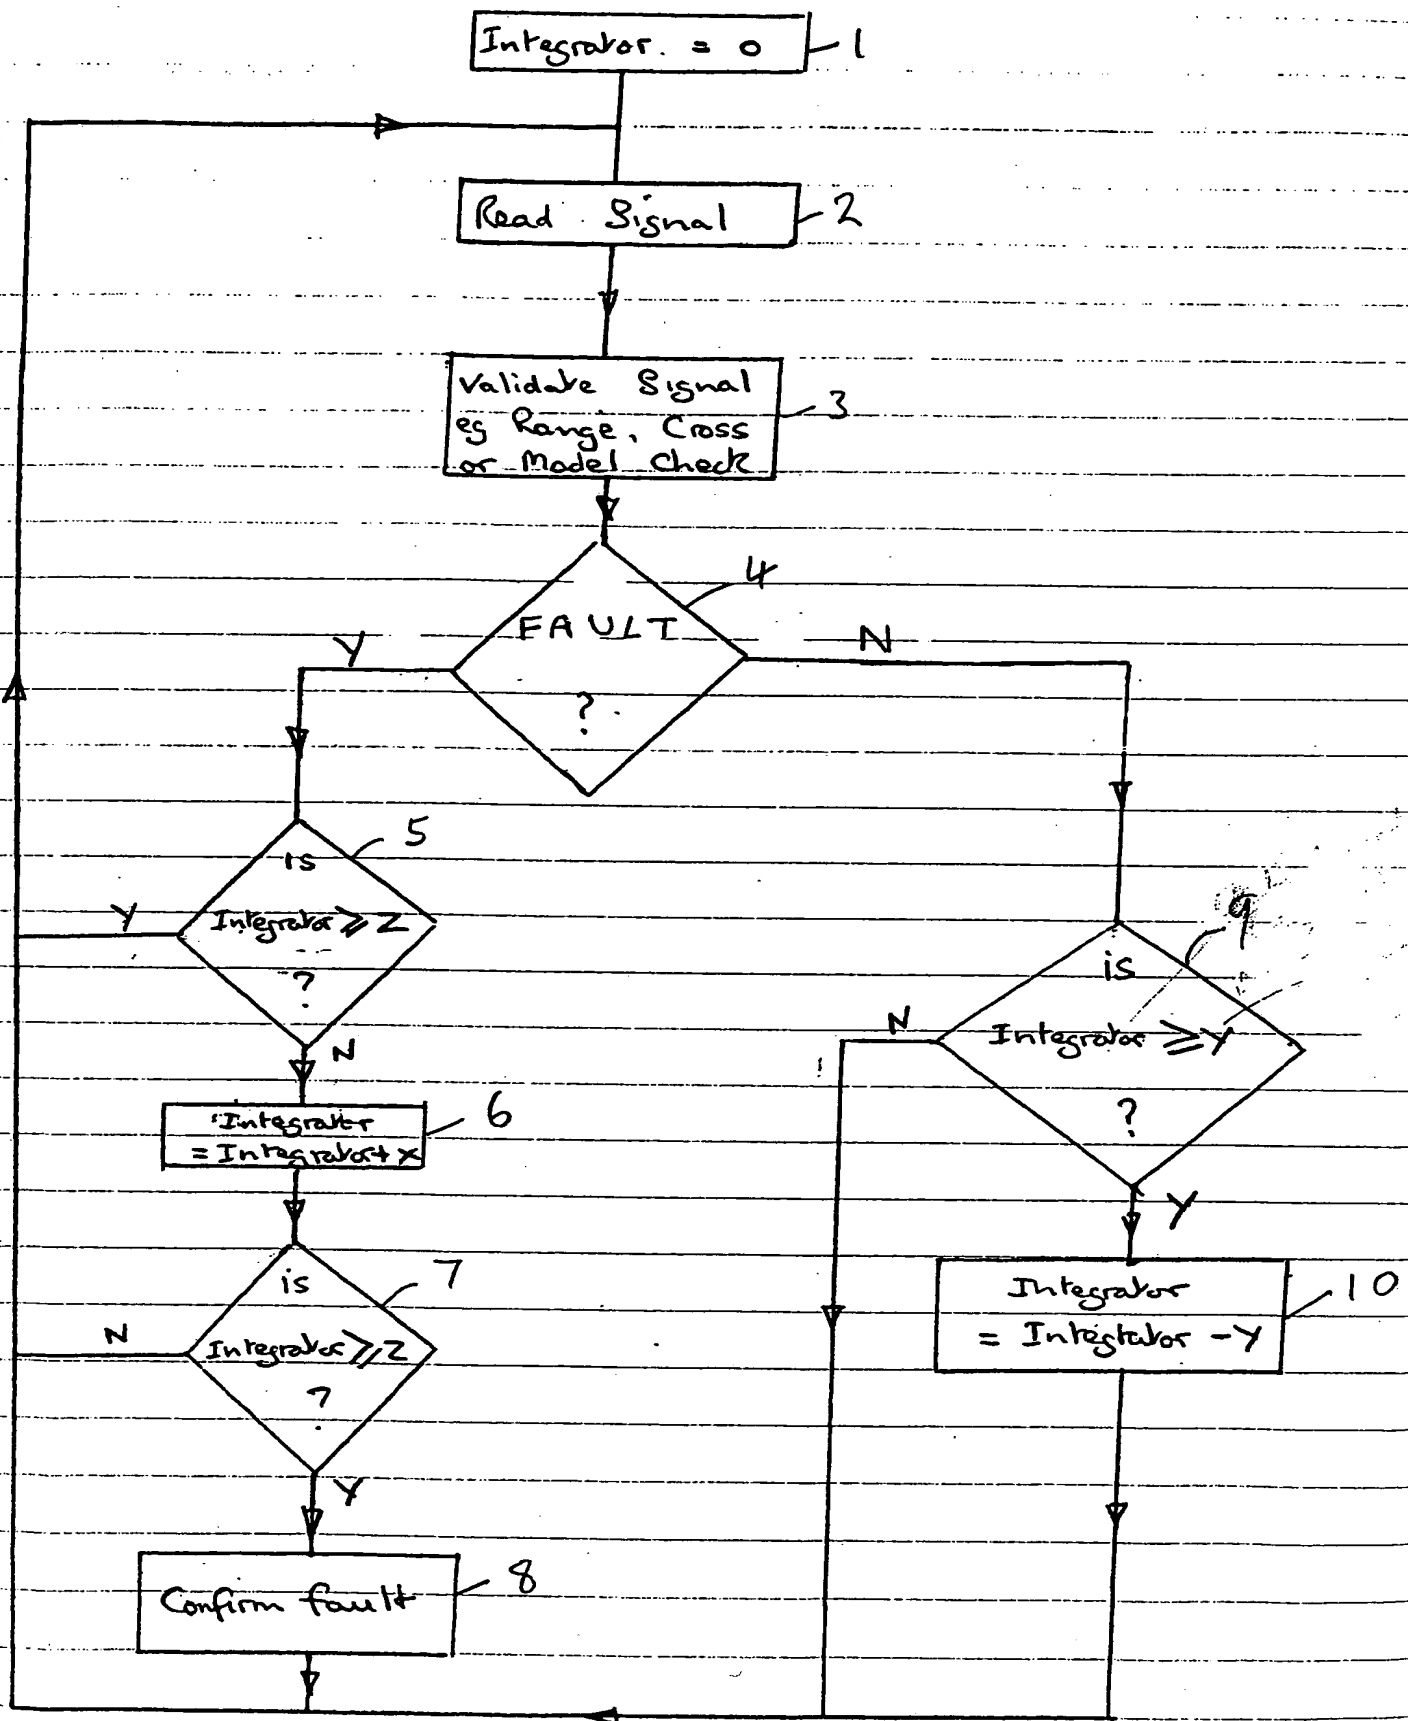 Integrator. = 0
1
Read Signal
2
Validate Signal
eg Range, Cross
or Model Check
3
FAULT
?
4
Y
N
is
Integrator ⩾ Z
?
5
Y
N
Integrator
= Integrator + x
6
is
Integrator ⩾ Z
?
7
N
Y
Confirm fault
8
is
Integrator ⩾ Y
?
9
N
Y
Integrator
= Integtator - Y
10